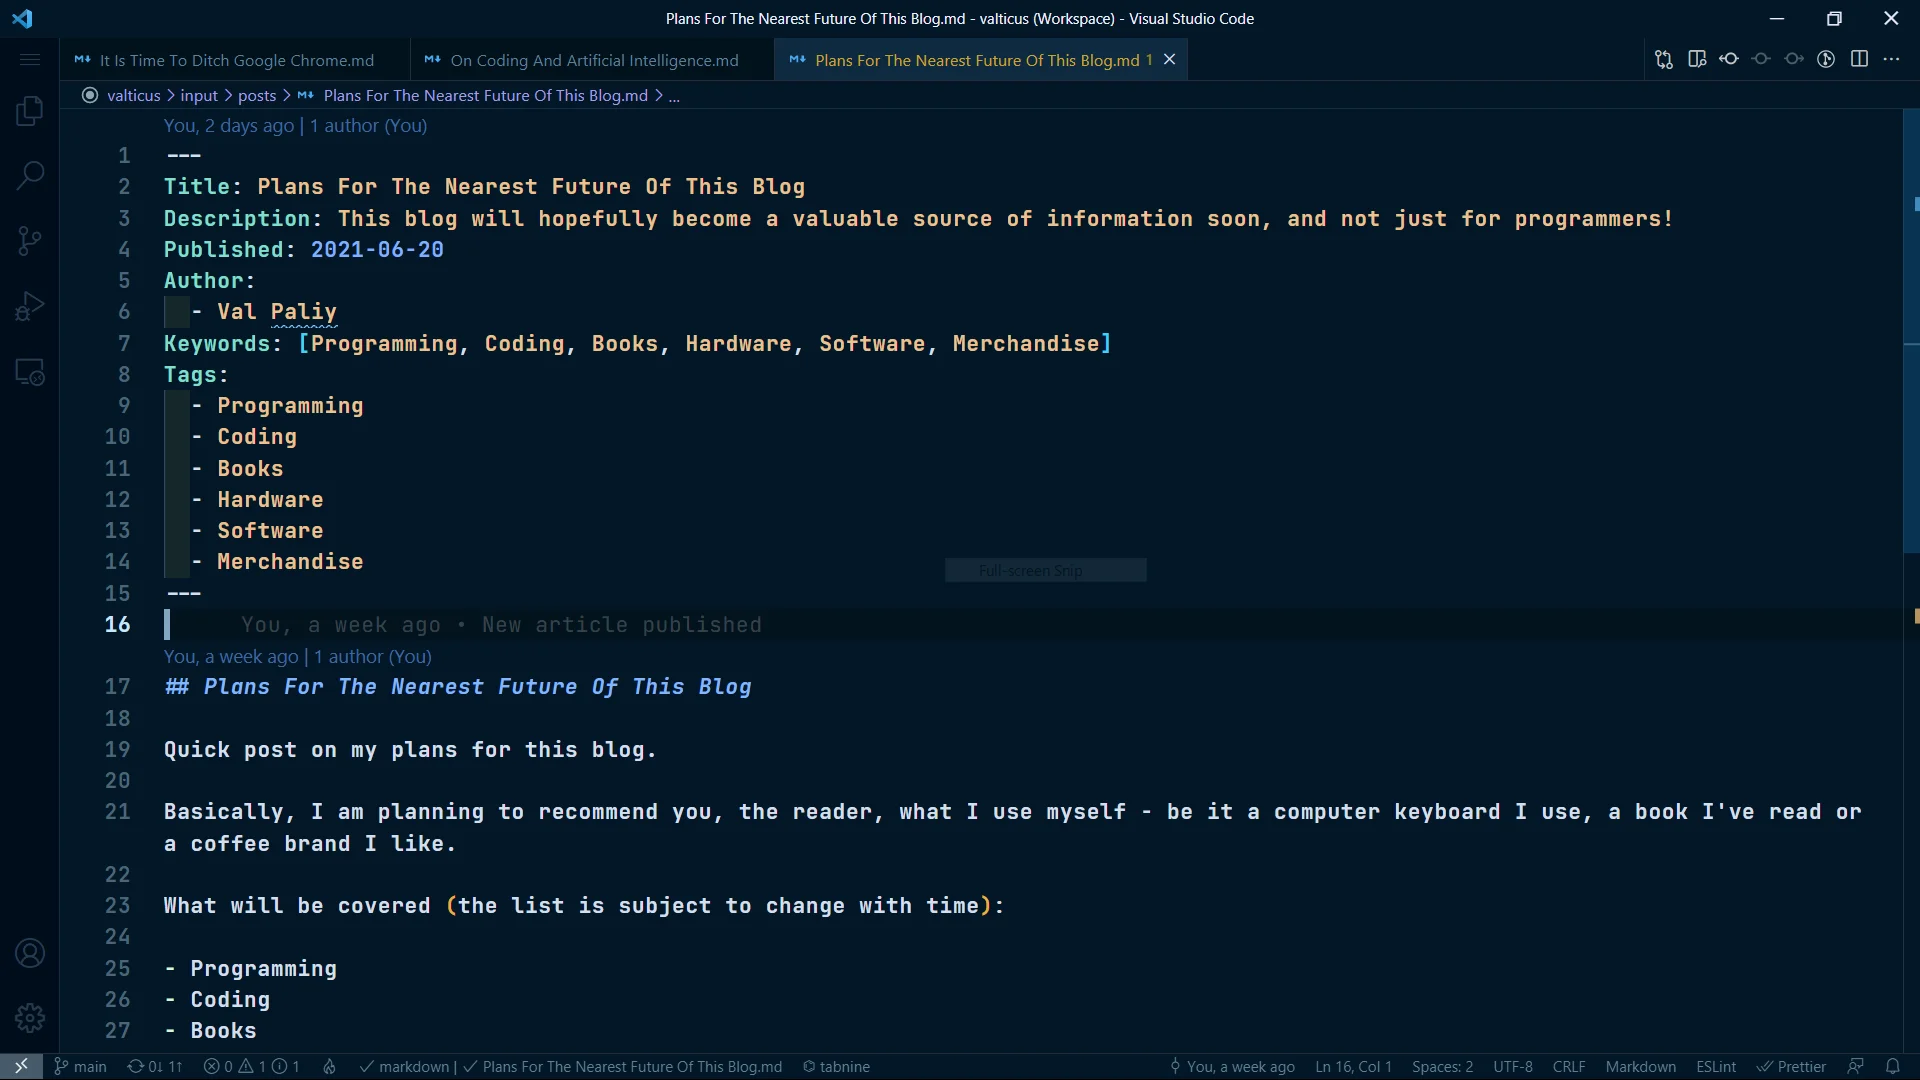 Plans For The Nearest Future Of This Blog.md - valticus (Workspace) - Visual Studio Code
It Is Time To Ditch Google Chrome.md
On Coding And Artificial Intelligence.md
Plans For The Nearest Future Of This Blog.md 1
valticus > input > posts > Plans For The Nearest Future Of This Blog.md > ...
You, 2 days ago | 1 author (You)
1 ---
2 Title: Plans For The Nearest Future Of This Blog
3 Description: This blog will hopefully become a valuable source of information soon, and not just for programmers!
4 Published: 2021-06-20
5 Author:
6 - Val Paliy
7 Keywords: [Programming, Coding, Books, Hardware, Software, Merchandise]
8 Tags:
9 - Programming
10 - Coding
11 - Books
12 - Hardware
13 - Software
14 - Merchandise
Full-screen Snip
15 ---
16 You, a week ago • New article published
You, a week ago | 1 author (You)
17 ## Plans For The Nearest Future Of This Blog
18
19 Quick post on my plans for this blog.
20
21 Basically, I am planning to recommend you, the reader, what I use myself - be it a computer keyboard I use, a book I've read or
a coffee brand I like.
22
23 What will be covered (the list is subject to change with time):
24
25 - Programming
26 - Coding
27 - Books
main 0↓ 1↑ 0 1 1 ✓ markdown | ✓ Plans For The Nearest Future Of This Blog.md tabnine You, a week ago Ln 16, Col 1 Spaces: 2 UTF-8 CRLF Markdown ESLint Prettier